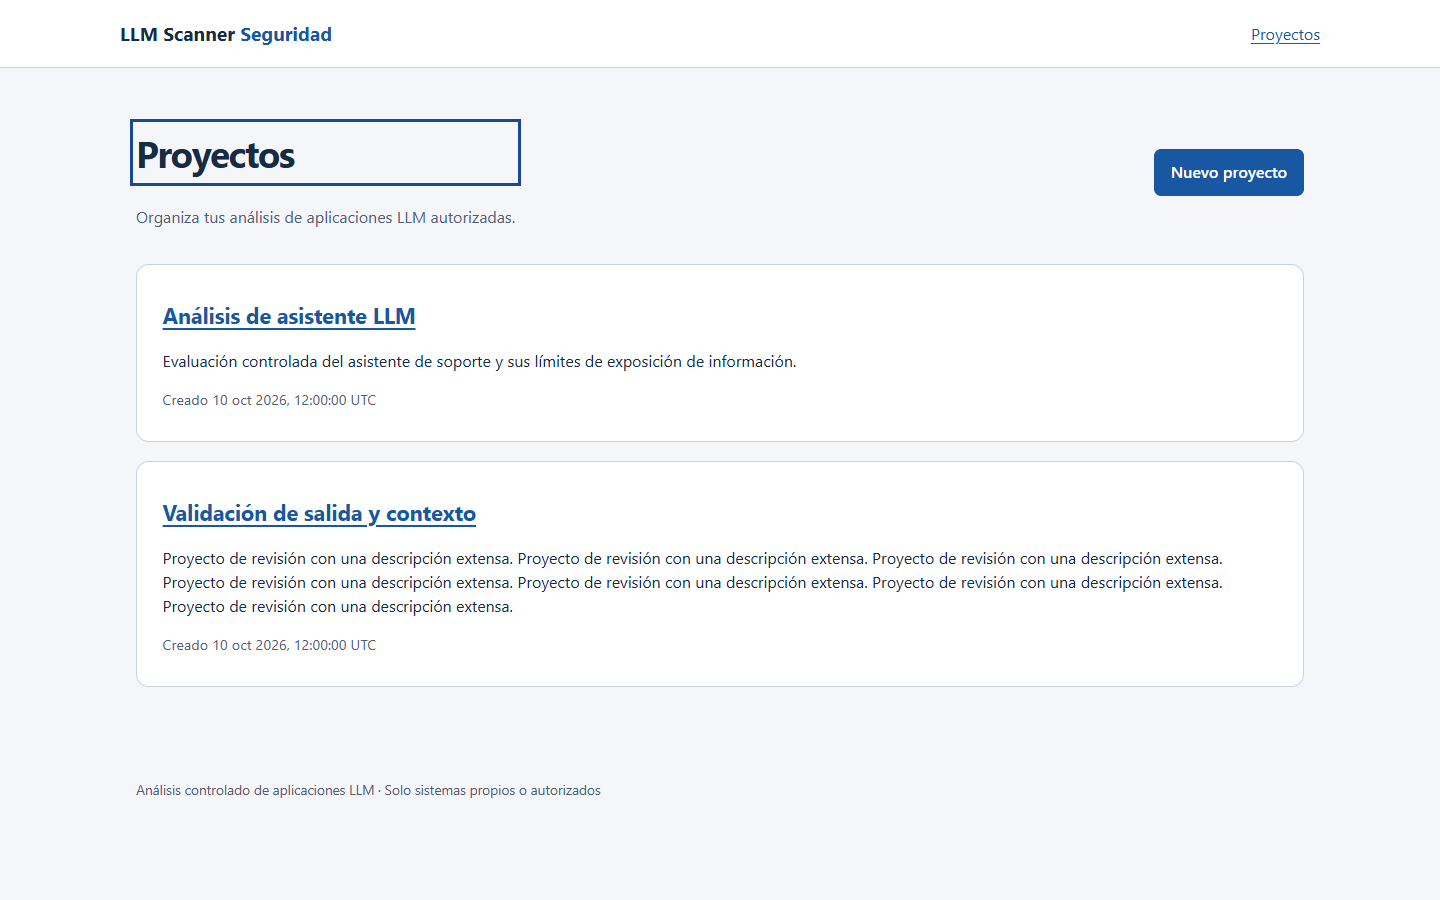 LLM Scanner Seguridad
Proyectos
Proyectos
Nuevo proyecto
Organiza tus análisis de aplicaciones LLM autorizadas.
Análisis de asistente LLM
Evaluación controlada del asistente de soporte y sus límites de exposición de información.
Creado 10 oct 2026, 12:00:00 UTC
Validación de salida y contexto
Proyecto de revisión con una descripción extensa. Proyecto de revisión con una descripción extensa. Proyecto de revisión con una descripción extensa.
Proyecto de revisión con una descripción extensa. Proyecto de revisión con una descripción extensa. Proyecto de revisión con una descripción extensa.
Proyecto de revisión con una descripción extensa.
Creado 10 oct 2026, 12:00:00 UTC
Análisis controlado de aplicaciones LLM · Solo sistemas propios o autorizados